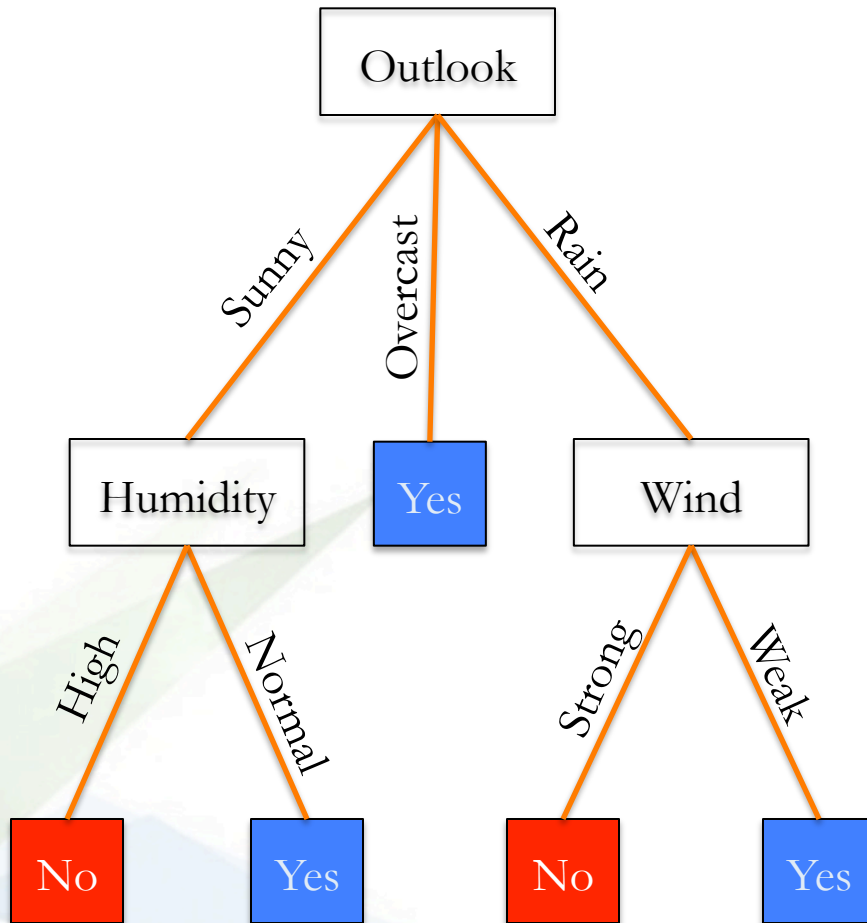 Outlook
Sunny
Overcast
Rain
Humidity
Yes
Wind
High
Normal
Strong
Weak
No
Yes
No
Yes